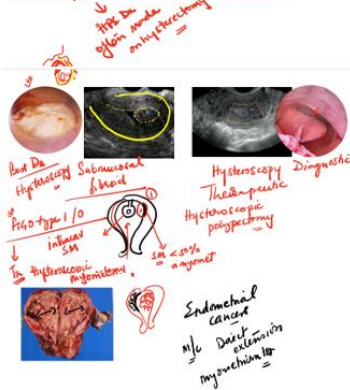 HPE Dx
often made
on hysterectomy
Best Dx
Hysteroscopy
Submucosal
fibroid
FIGO type 1/0
intracav
SM
Tx Hysteroscopic
myomectomy.
SM <50%
myomet
Hysteroscopy Diagnostic
Therapeutic
Hysteroscopic
polypectomy
Endometrial
cancer
M/C Direct
extension
myometrium